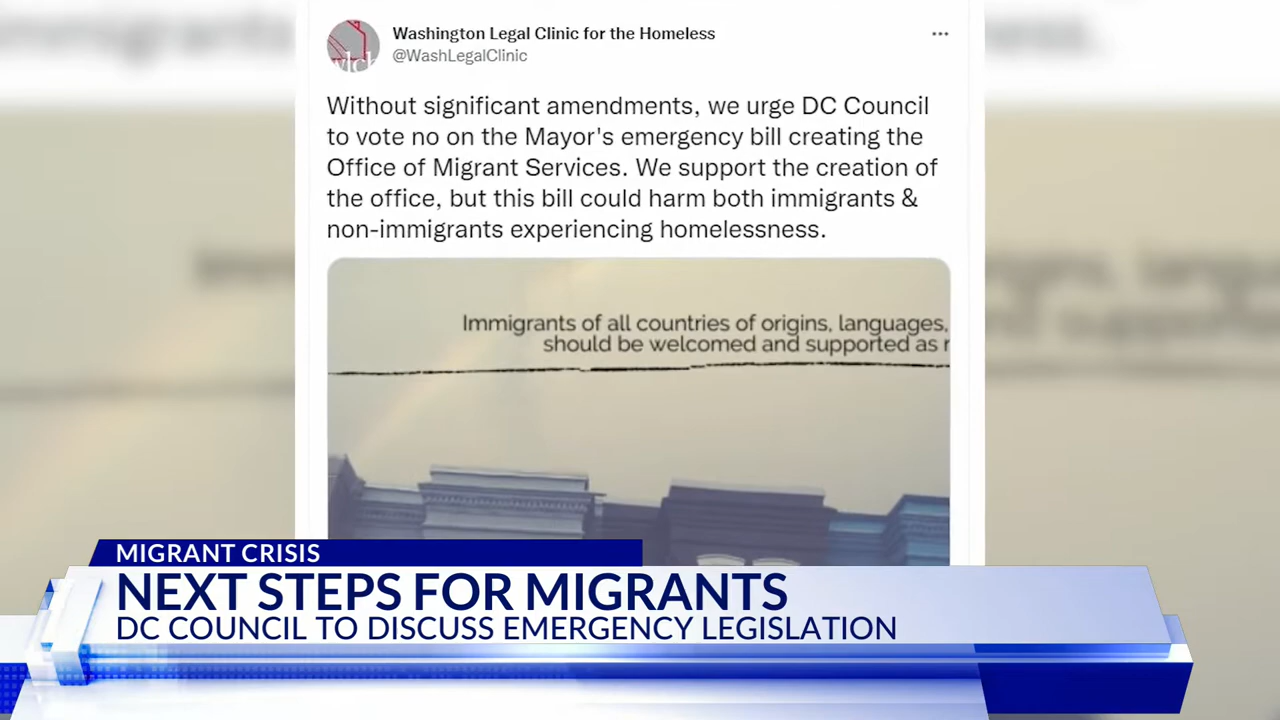 Washington Legal Clinic for the Homeless
@WashLegalClinic
wlch
Without significant amendments, we urge DC Council
to vote no on the Mayor's emergency bill creating the
Office of Migrant Services. We support the creation of
the office, but this bill could harm both immigrants &
non-immigrants experiencing homelessness.
Immigrants of all countries of origins, languages,
should be welcomed and supported as
MIGRANT CRISIS
NEXT STEPS FOR MIGRANTS
DC COUNCIL TO DISCUSS EMERGENCY LEGISLATION